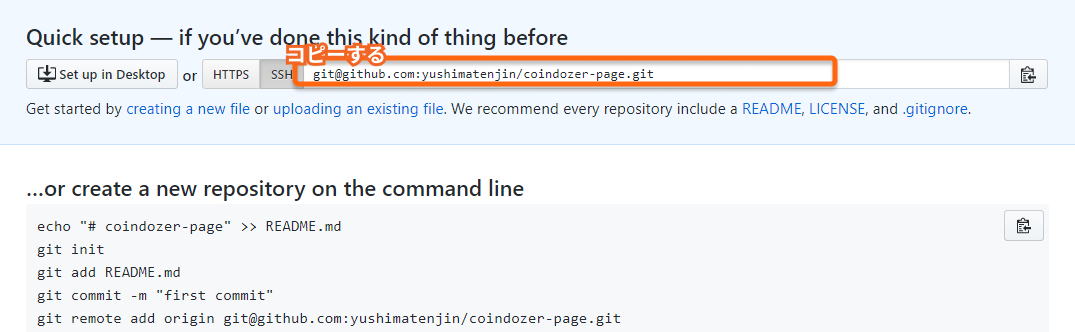 Quick setup — if you’ve done this kind of thing before
コピーする
Set up in Desktop or HTTPS SSH git@github.com:yushimatenjin/coindozer-page.git
Get started by creating a new file or uploading an existing file. We recommend every repository include a README, LICENSE, and .gitignore.
…or create a new repository on the command line
echo "# coindozer-page" >> README.md
git init
git add README.md
git commit -m "first commit"
git remote add origin git@github.com:yushimatenjin/coindozer-page.git